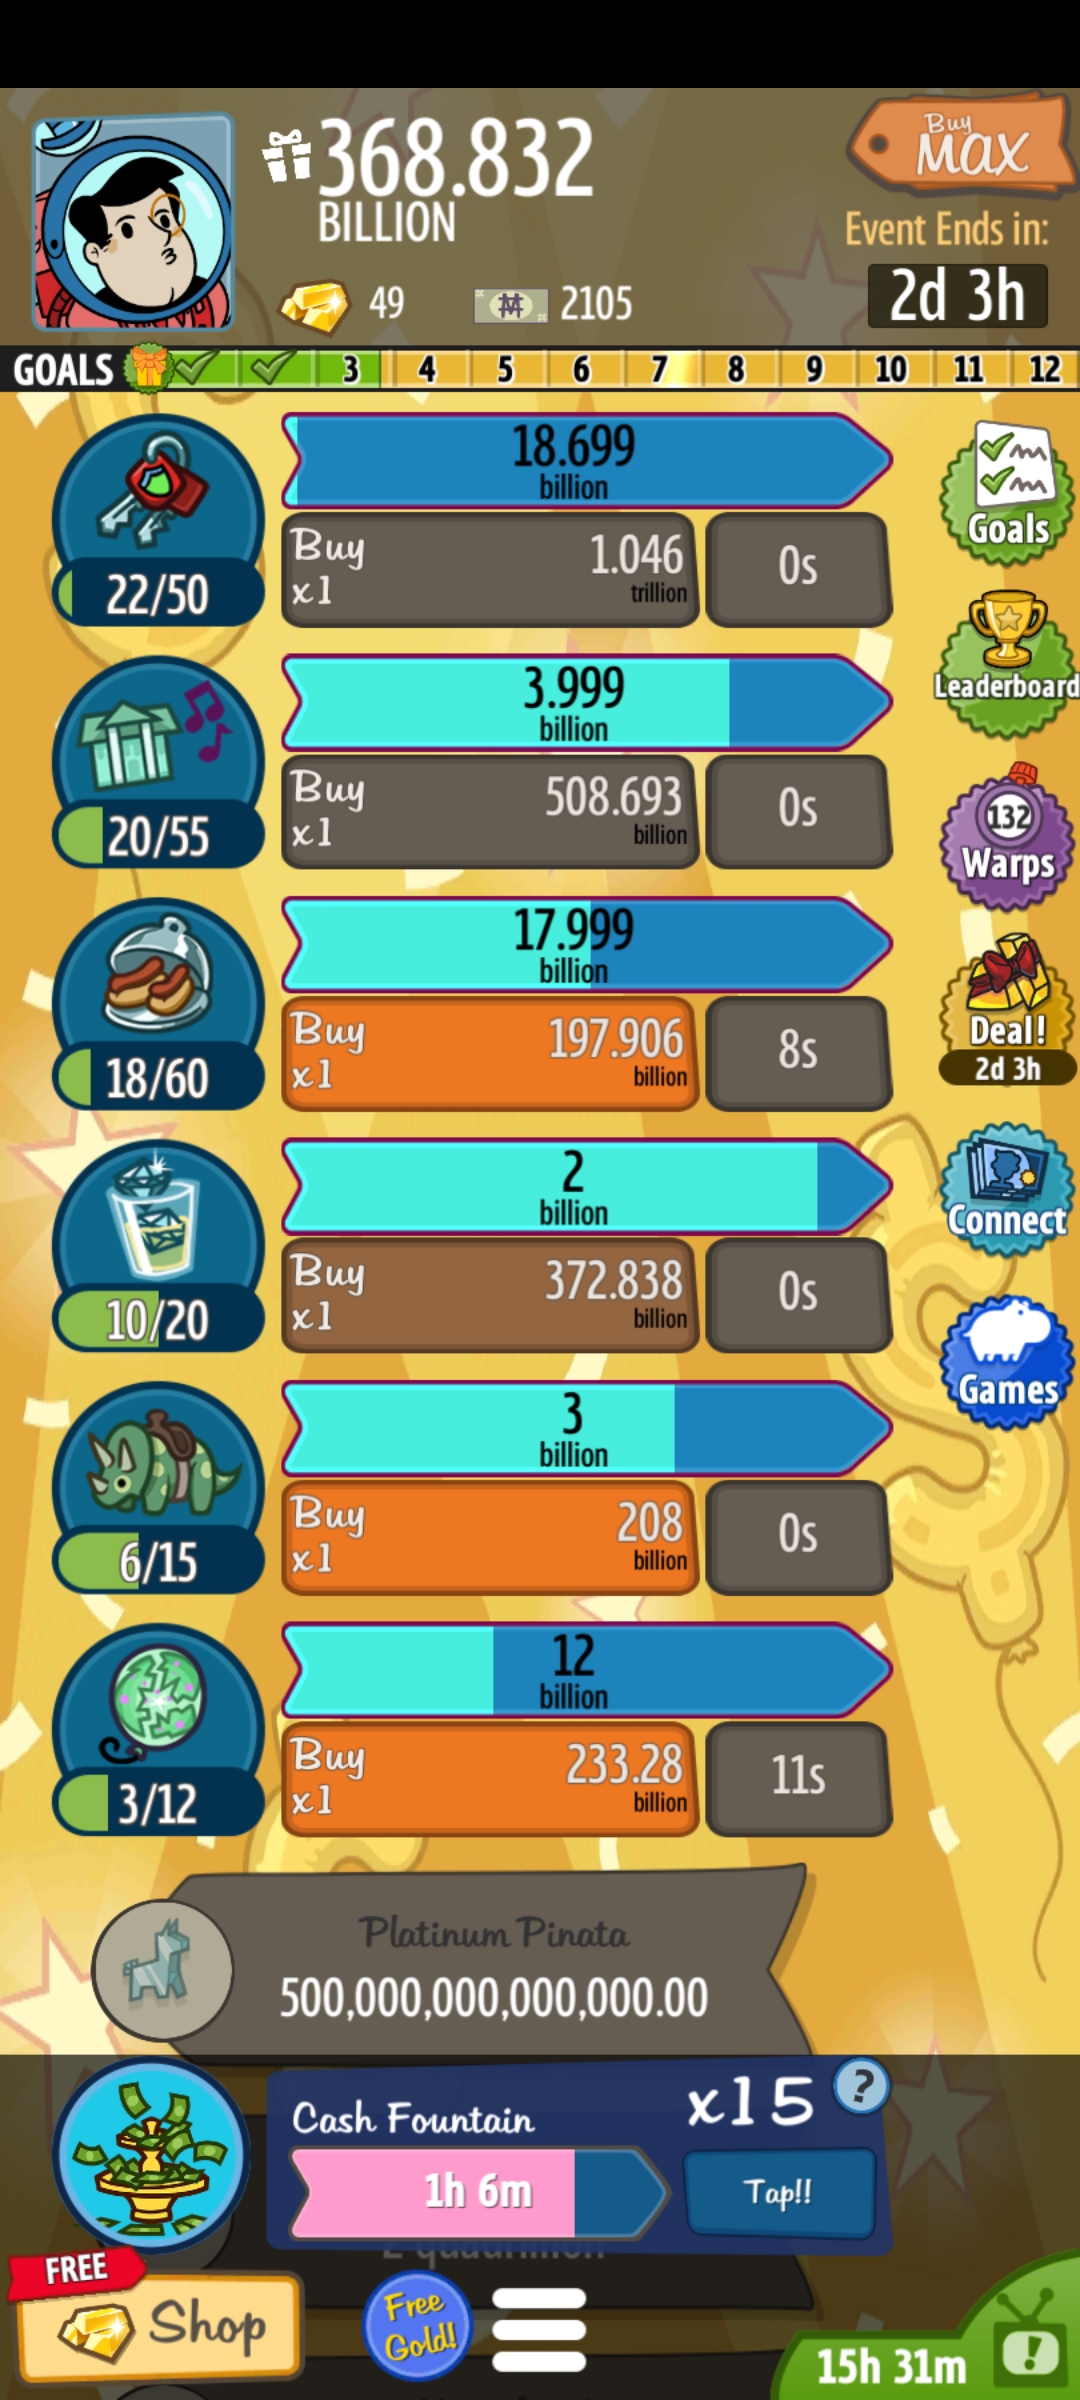 368.832
BILLION
Buy
MAX
Event Ends in:
2d 3h
49
2105
GOALS 3 4 5 6 7 8 9 10 11 12
18.699
billion
Buy
x1
1.046
trillion
0s
22/50
Goals
3.999
billion
Buy
x1
508.693
billion
0s
20/55
Leaderboard
132
Warps
17.999
billion
Buy
x1
197.906
billion
8s
18/60
Deal!
2d 3h
2
billion
Buy
x1
372.838
billion
0s
10/20
Connect
3
billion
Buy
x1
208
billion
0s
6/15
Games
12
billion
Buy
x1
233.28
billion
11s
3/12
Platinum Pinata
500,000,000,000,000.00
Cash Fountain
x15
?
1h 6m
Tap!!
2 quadrillion
FREE
Shop
Free
Gold!
15h 31m